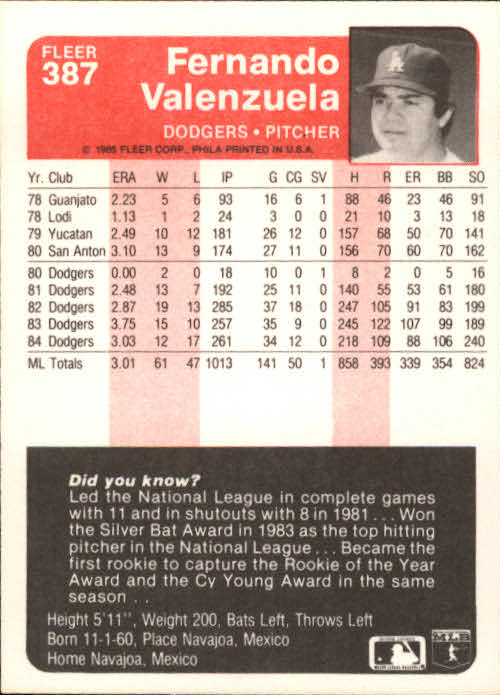 FLEER
387
Fernando
Valenzuela
DODGERS • PITCHER
© 1985 FLEER CORP., PHILA PRINTED IN U.S.A.
Yr. Club ERA W L IP G CG SV H R ER BB SO
78 Guanjato 2.23 5 6 93 16 6 1 88 46 23 46 91
78 Lodi 1.13 1 2 24 3 0 0 21 10 3 13 18
79 Yucatan 2.49 10 12 181 26 12 0 157 68 50 70 141
80 San Anton 3.10 13 9 174 27 11 0 156 70 60 70 162
80 Dodgers 0.00 2 0 18 10 0 1 8 2 0 5 16
81 Dodgers 2.48 13 7 192 25 11 0 140 55 53 61 180
82 Dodgers 2.87 19 13 285 37 18 0 247 105 91 83 199
83 Dodgers 3.75 15 10 257 35 9 0 245 122 107 99 189
84 Dodgers 3.03 12 17 261 34 12 0 218 109 88 106 240
ML Totals 3.01 61 47 1013 141 50 1 858 393 339 354 824
Did you know?
Led the National League in complete games
with 11 and in shutouts with 8 in 1981 . . . Won
the Silver Bat Award in 1983 as the top hitting
pitcher in the National League . . . Became the
first rookie to capture the Rookie of the Year
Award and the Cy Young Award in the same
season . .
Height 5'11", Weight 200, Bats Left, Throws Left
Born 11-1-60, Place Navajoa, Mexico
Home Navajoa, Mexico